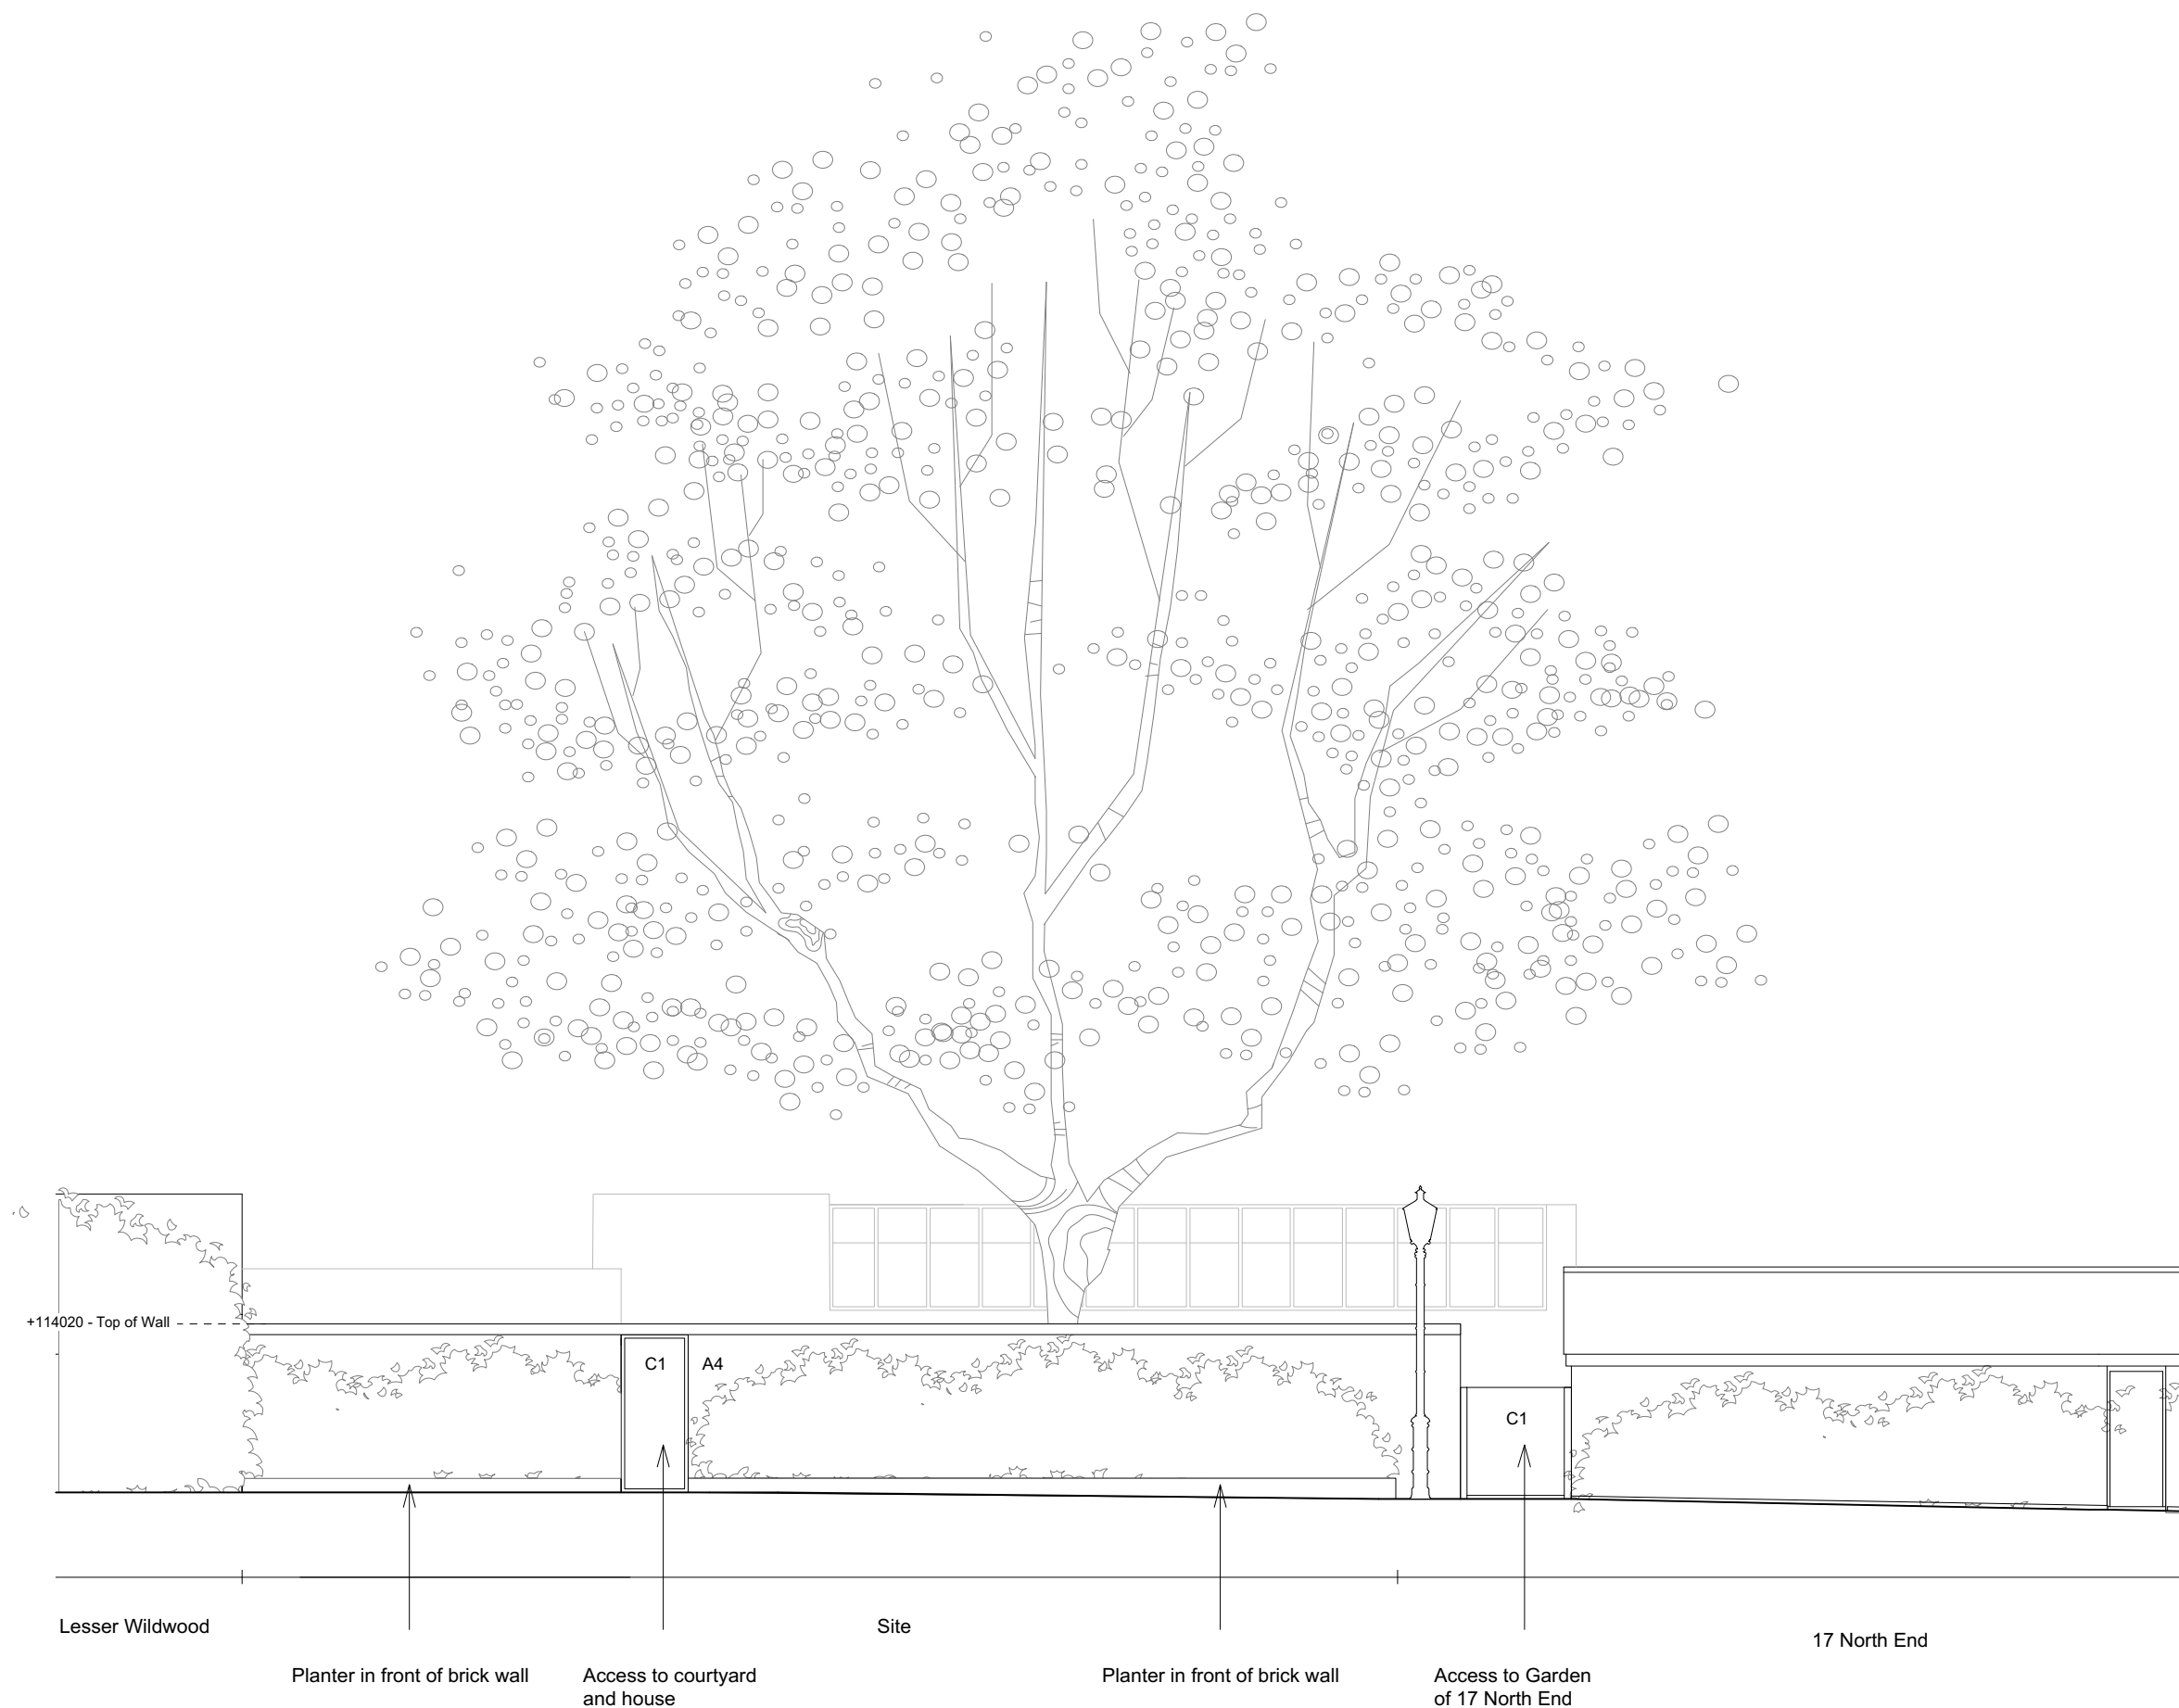 +114020 - Top of Wall
C1
A4
C1
Lesser Wildwood
Site
17 North End
Planter in front of brick wall
Access to courtyard
and house
Planter in front of brick wall
Access to Garden
of 17 North End